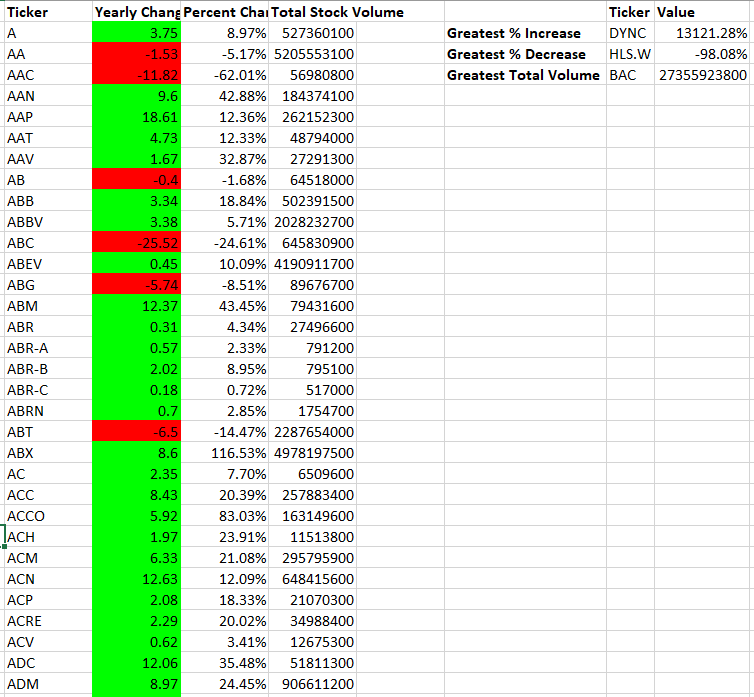 Ticker Yearly Chang Percent Chai Total Stock Volume Ticker Value
A 3.75 8.97% 527360100 Greatest % Increase DYNC 13121.28%
AA -1.53 -5.17% 5205553100 Greatest % Decrease HLS.W -98.08%
AAC -11.82 -62.01% 56980800 Greatest Total Volume BAC 27355923800
AAN 9.6 42.88% 184374100
AAP 18.61 12.36% 262152300
AAT 4.73 12.33% 48794000
AAV 1.67 32.87% 27291300
AB -0.4 -1.68% 64518000
ABB 3.34 18.84% 502391500
ABBV 3.38 5.71% 2028232700
ABC -25.52 -24.61% 645830900
ABEV 0.45 10.09% 4190911700
ABG -5.74 -8.51% 89676700
ABM 12.37 43.45% 79431600
ABR 0.31 4.34% 27496600
ABR-A 0.57 2.33% 791200
ABR-B 2.02 8.95% 795100
ABR-C 0.18 0.72% 517000
ABRN 0.7 2.85% 1754700
ABT -6.5 -14.47% 2287654000
ABX 8.6 116.53% 4978197500
AC 2.35 7.70% 6509600
ACC 8.43 20.39% 257883400
ACCO 5.92 83.03% 163149600
ACH 1.97 23.91% 11513800
ACM 6.33 21.08% 295795900
ACN 12.63 12.09% 648415600
ACP 2.08 18.33% 21070300
ACRE 2.29 20.02% 34988400
ACV 0.62 3.41% 12675300
ADC 12.06 35.48% 51811300
ADM 8.97 24.45% 906611200